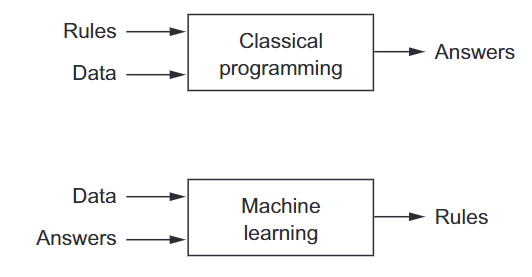 Rules
Data
Classical
programming
Answers
Data
Answers
Machine
learning
Rules